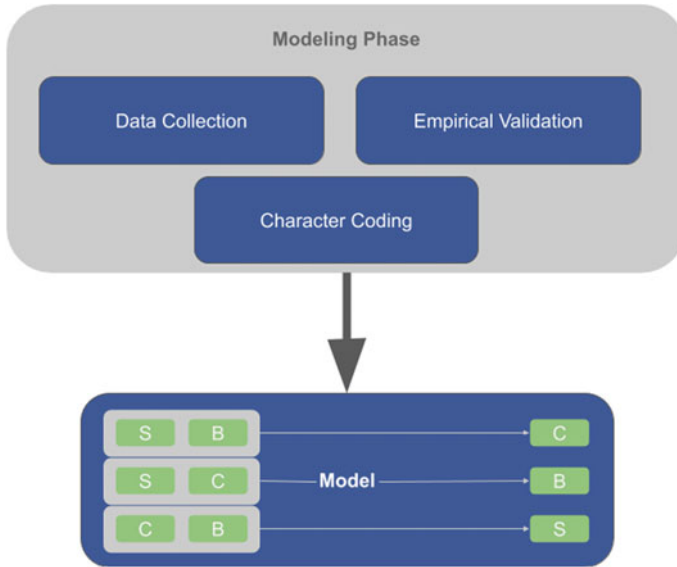 Modeling Phase
Data Collection
Empirical Validation
Character Coding
S B C
S C Model B
C B S